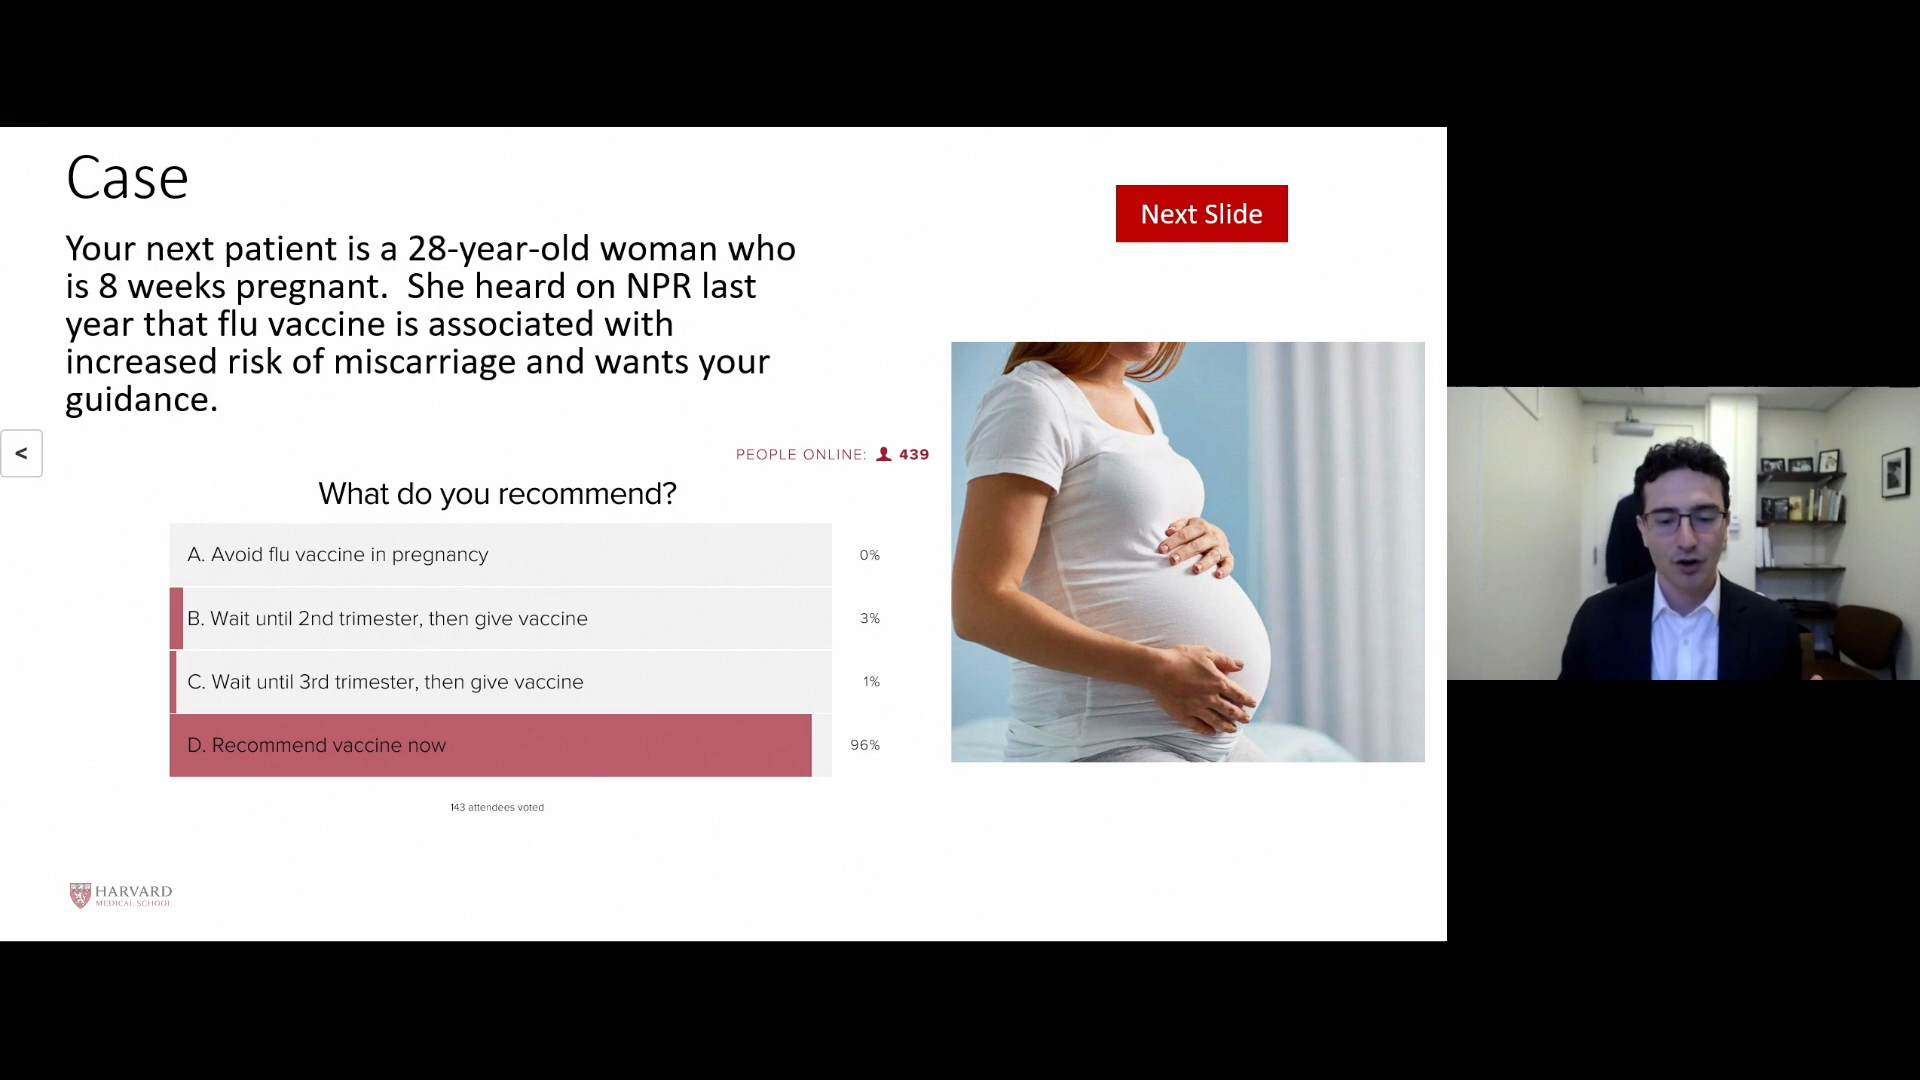 Case
Next Slide
Your next patient is a 28-year-old woman who
is 8 weeks pregnant.  She heard on NPR last
year that flu vaccine is associated with
increased risk of miscarriage and wants your
guidance.
<
PEOPLE ONLINE: 439
What do you recommend?
A. Avoid flu vaccine in pregnancy 0%
B. Wait until 2nd trimester, then give vaccine 3%
C. Wait until 3rd trimester, then give vaccine 1%
D. Recommend vaccine now 96%
143 attendees voted
HARVARD
MEDICAL SCHOOL